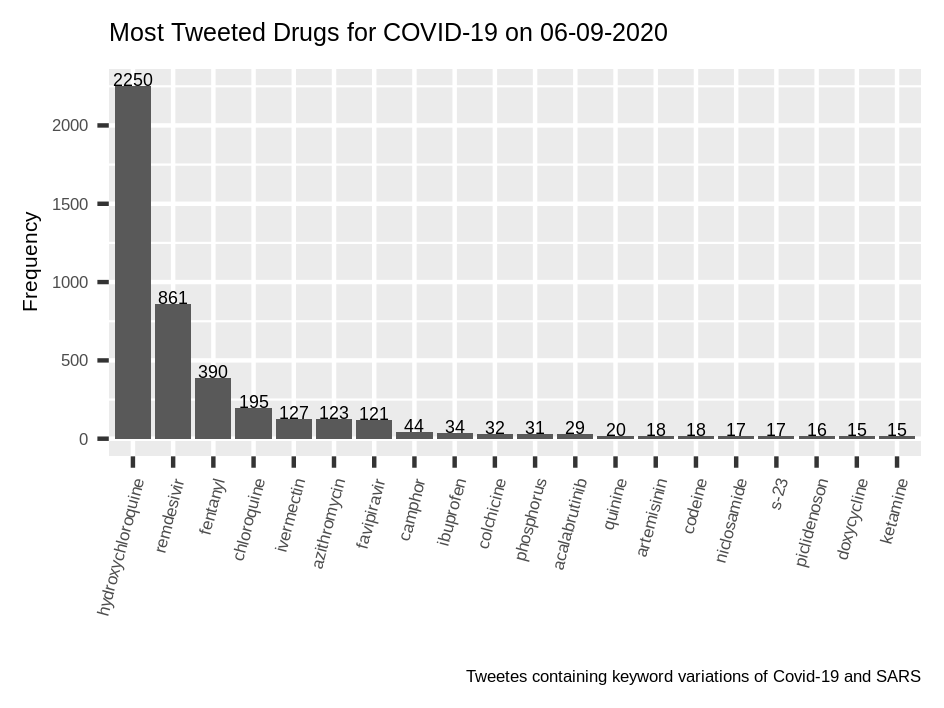 Most Tweeted Drugs for COVID-19 on 06-09-2020
Frequency
2000
1500
1000
500
0
2250
861
390
195
127
123
121
44
34
32
31
29
20
18
18
17
17
16
15
15
hydroxychloroquine
remdesivir
fentanyl
chloroquine
ivermectin
azithromycin
favipiravir
camphor
ibuprofen
colchicine
phosphorus
acalabrutinib
quinine
artemisinin
codeine
niclosamide
s-23
piclidenoson
doxycycline
ketamine
Tweetes containing keyword variations of Covid-19 and SARS